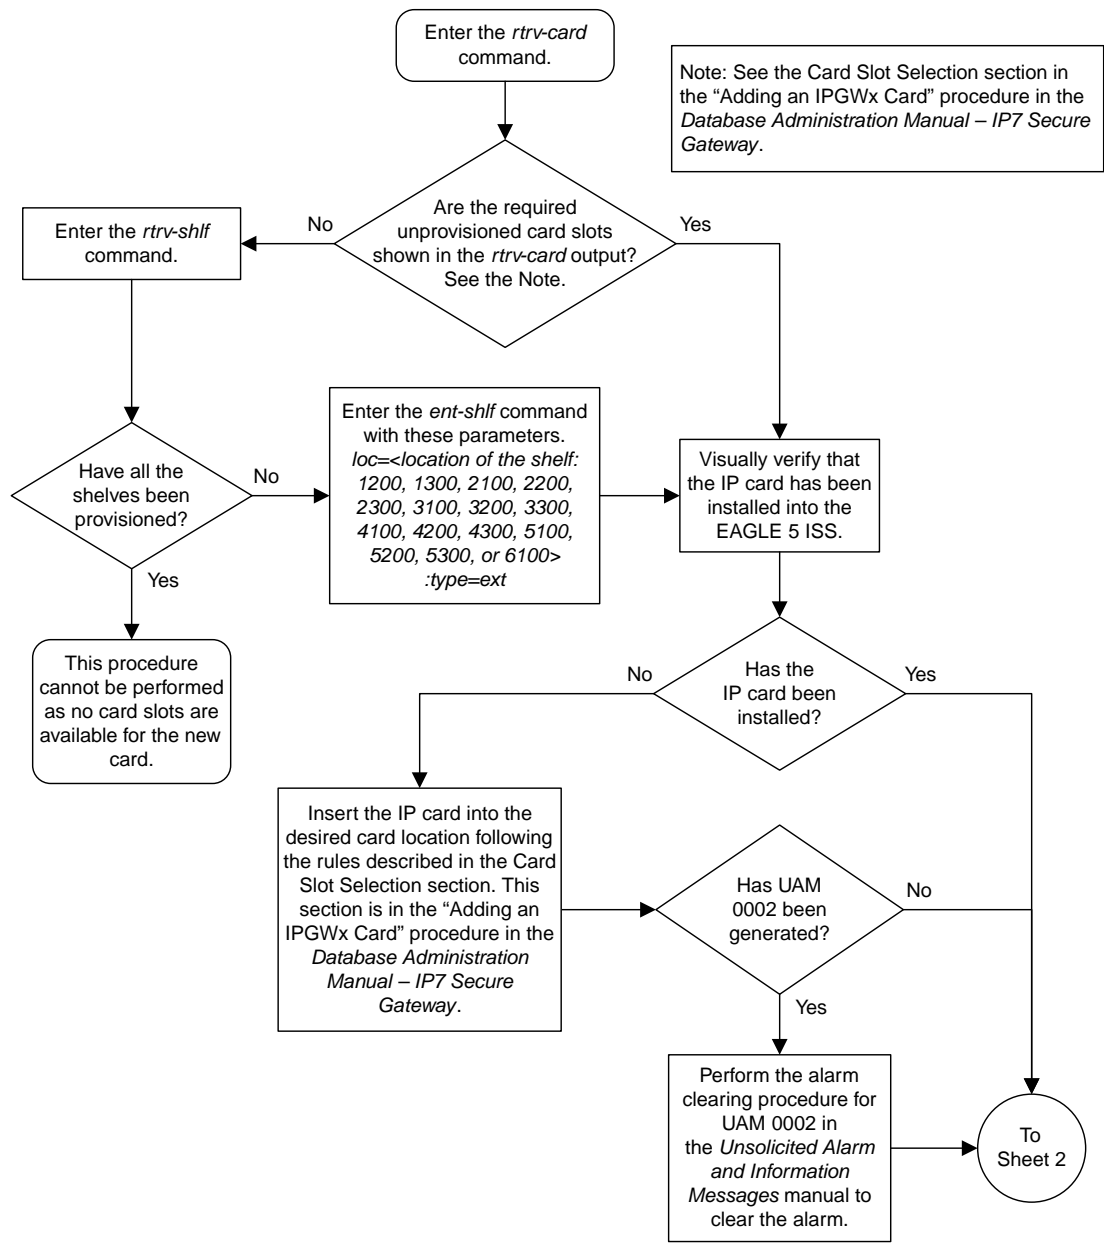 Enter the rtrv-card
command.
Note: See the Card Slot Selection section in
the “Adding an IPGWx Card” procedure in the
Database Administration Manual – IP7 Secure
Gateway.
Are the required
unprovisioned card slots
shown in the rtrv-card output?
See the Note.
No
Yes
Enter the rtrv-shlf
command.
Have all the
shelves been
provisioned?
No
Yes
Enter the ent-shlf command
with these parameters.
loc=<location of the shelf:
1200, 1300, 2100, 2200,
2300, 3100, 3200, 3300,
4100, 4200, 4300, 5100,
5200, 5300, or 6100>
:type=ext
Visually verify that
the IP card has been
installed into the
EAGLE 5 ISS.
This procedure
cannot be performed
as no card slots are
available for the new
card.
Has the
IP card been
installed?
No
Yes
Insert the IP card into the
desired card location following
the rules described in the Card
Slot Selection section. This
section is in the “Adding an
IPGWx Card” procedure in the
Database Administration
Manual – IP7 Secure
Gateway.
Has UAM
0002 been
generated?
No
Yes
Perform the alarm
clearing procedure for
UAM 0002 in
the Unsolicited Alarm
and Information
Messages manual to
clear the alarm.
To
Sheet 2